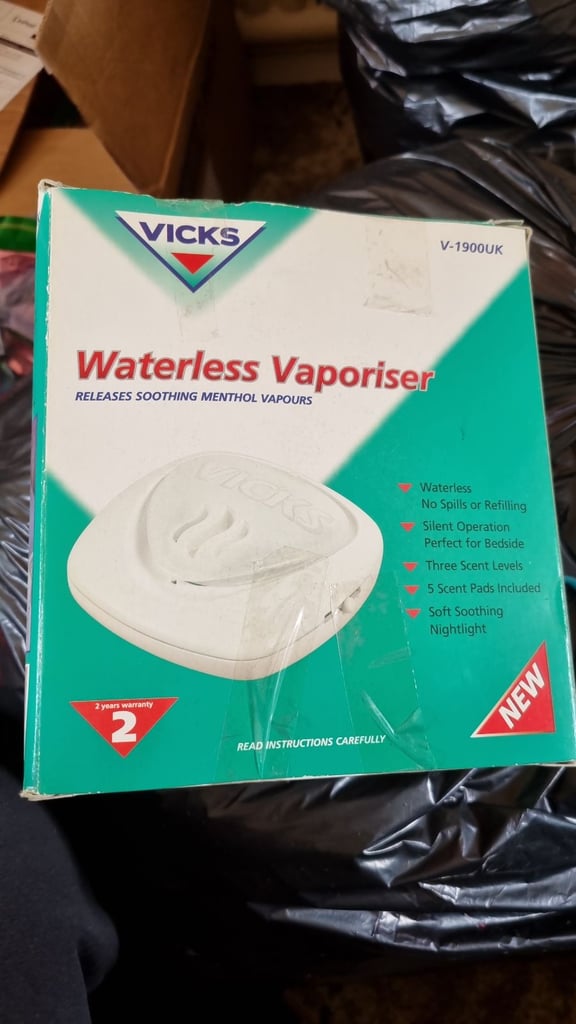 VICKS
V-1900UK
Waterless Vaporiser
RELEASES SOOTHING MENTHOL VAPOURS
VICKS
Waterless
No Spills or Refilling
Silent Operation
Perfect for Bedside
Three Scent Levels
5 Scent Pads Included
Soft Soothing
Nightlight
2 years warranty
2
READ INSTRUCTIONS CAREFULLY
NEW